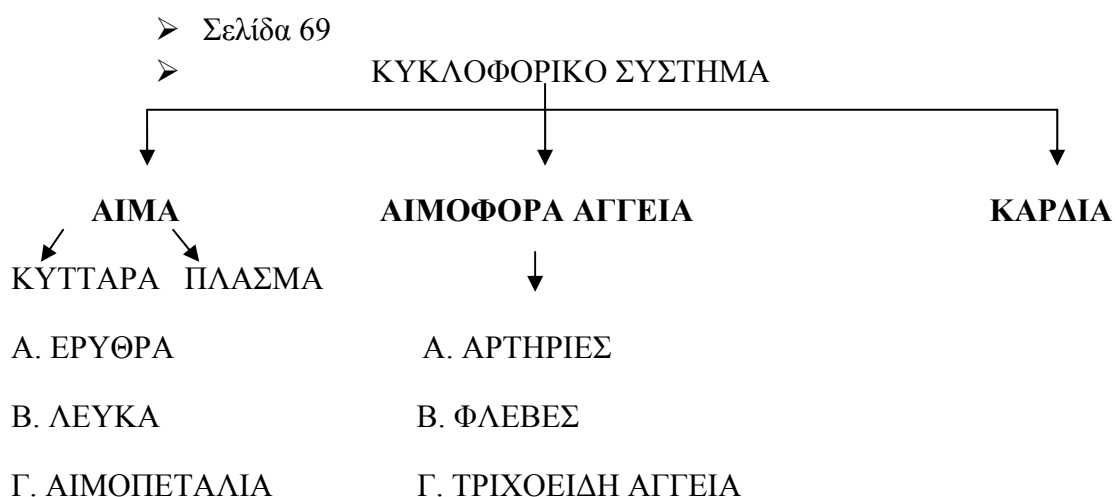 ➢ Σελίδα 69
➢ ΚΥΚΛΟΦΟΡΙΚΟ ΣΥΣΤΗΜΑ
ΑΙΜΑ ΑΙΜΟΦΟΡΑ ΑΓΓΕΙΑ ΚΑΡΔΙΑ
ΚΥΤΤΑΡΑ ΠΛΑΣΜΑ
Α. ΕΡΥΘΡΑ Α. ΑΡΤΗΡΙΕΣ
Β. ΛΕΥΚΑ Β. ΦΛΕΒΕΣ
Γ. ΑΙΜΟΠΕΤΑΛΙΑ Γ. ΤΡΙΧΟΕΙΔΗ ΑΓΓΕΙΑ